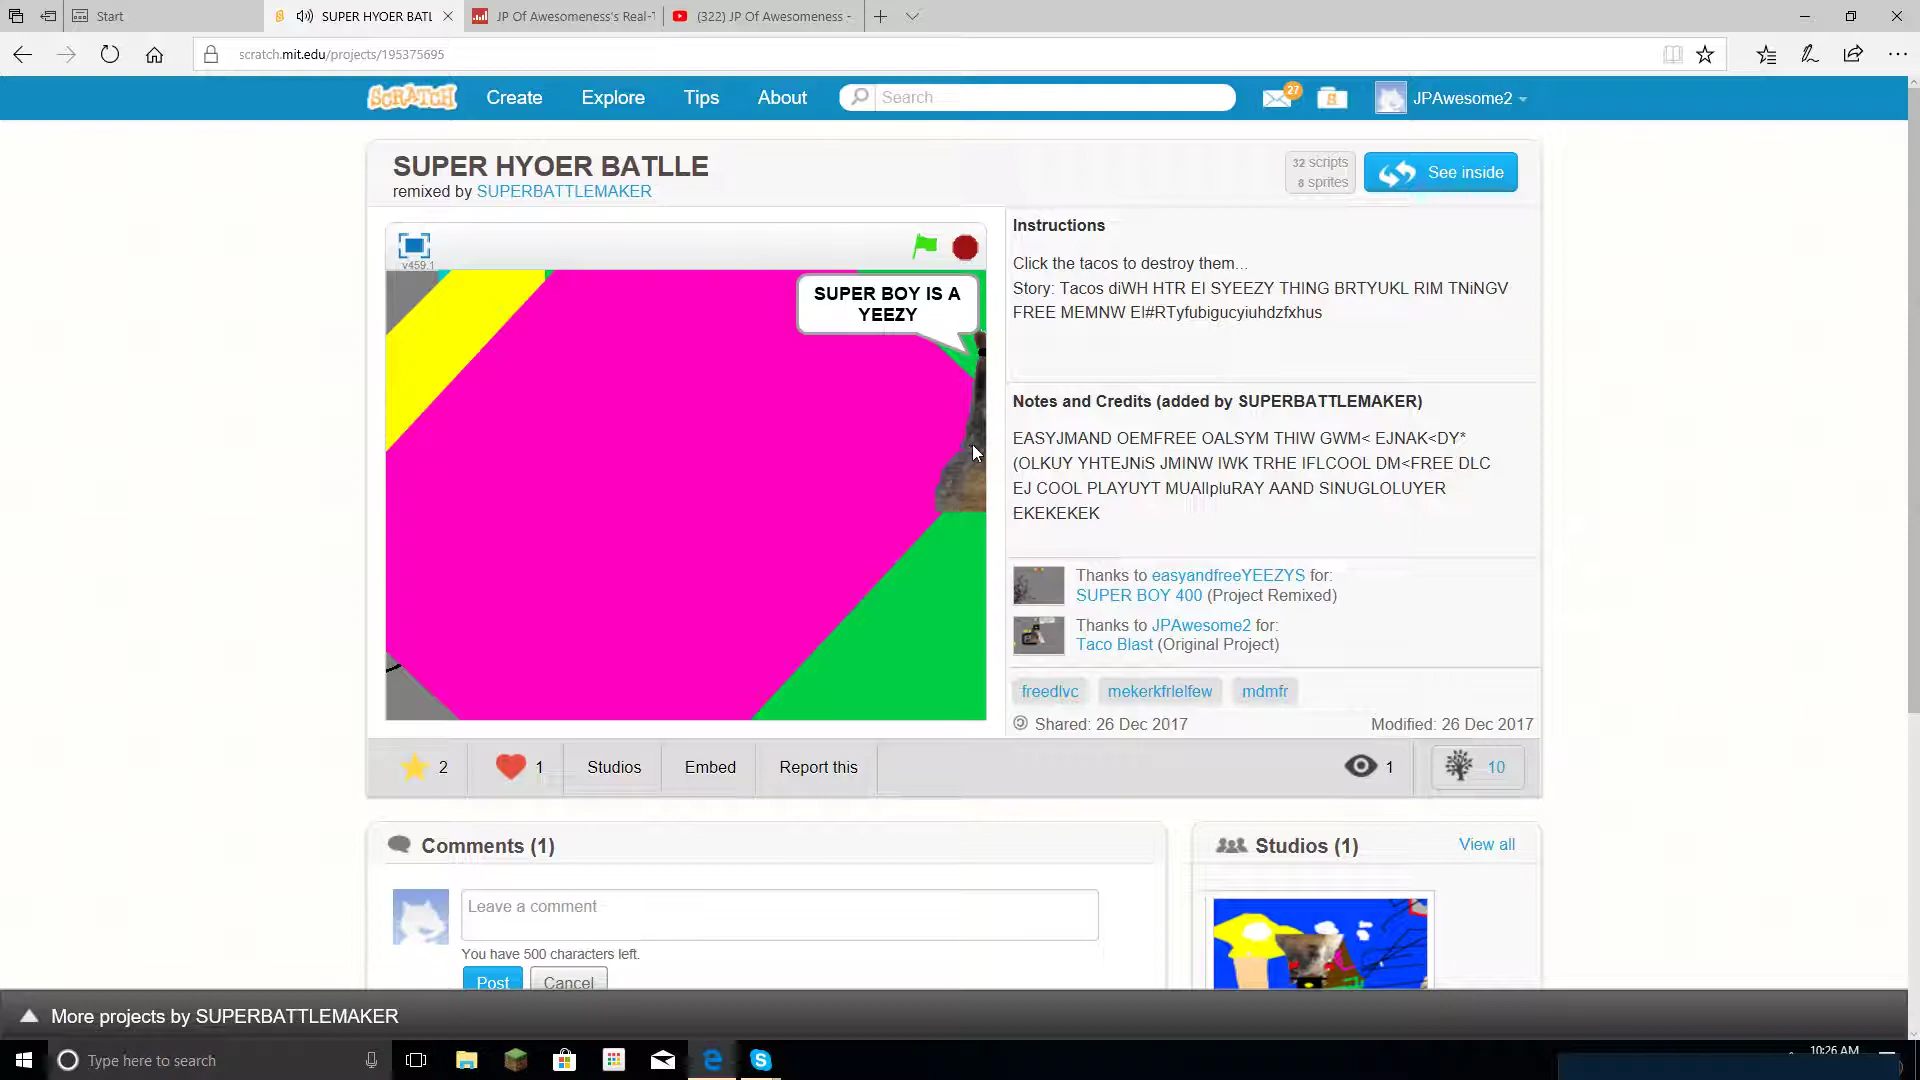 Start
SUPER HYOER BATL
JP Of Awesomeness's Real-T
(322) JP Of Awesomeness -
scratch.mit.edu/projects/195375695
SCRATCH
Create
Explore
Tips
About
Search
27
JPAwesome2
SUPER HYOER BATLLE
remixed by SUPERBATTLEMAKER
32 scripts
8 sprites
See inside
v459.1
SUPER BOY IS A
YEEZY
Instructions
Click the tacos to destroy them...
Story: Tacos diWH HTR EI SYEEZY THING BRTYUKL RIM TNiNGV
FREE MEMNW EI#RTyfubigucyiuhdzfxhus
Notes and Credits (added by SUPERBATTLEMAKER)
EASYJMAND OEMFREE OALSYM THIW GWM< EJNAK<DY*
(OLKUY YHTEJNiS JMINW IWK TRHE IFLCOOL DM<FREE DLC
EJ COOL PLAYUYT MUAllpluRAY AAND SINUGLOLUYER
EKEKEKEK
Thanks to easyandfreeYEEZYS for:
SUPER BOY 400 (Project Remixed)
Thanks to JPAwesome2 for:
Taco Blast (Original Project)
freedlvc
mekerkfrlelfew
mdmfr
Shared: 26 Dec 2017
Modified: 26 Dec 2017
2
1
Studios
Embed
Report this
1
10
Comments (1)
Leave a comment
You have 500 characters left.
Post
Cancel
Studios (1)
View all
More projects by SUPERBATTLEMAKER
Type here to search
10:26 AM